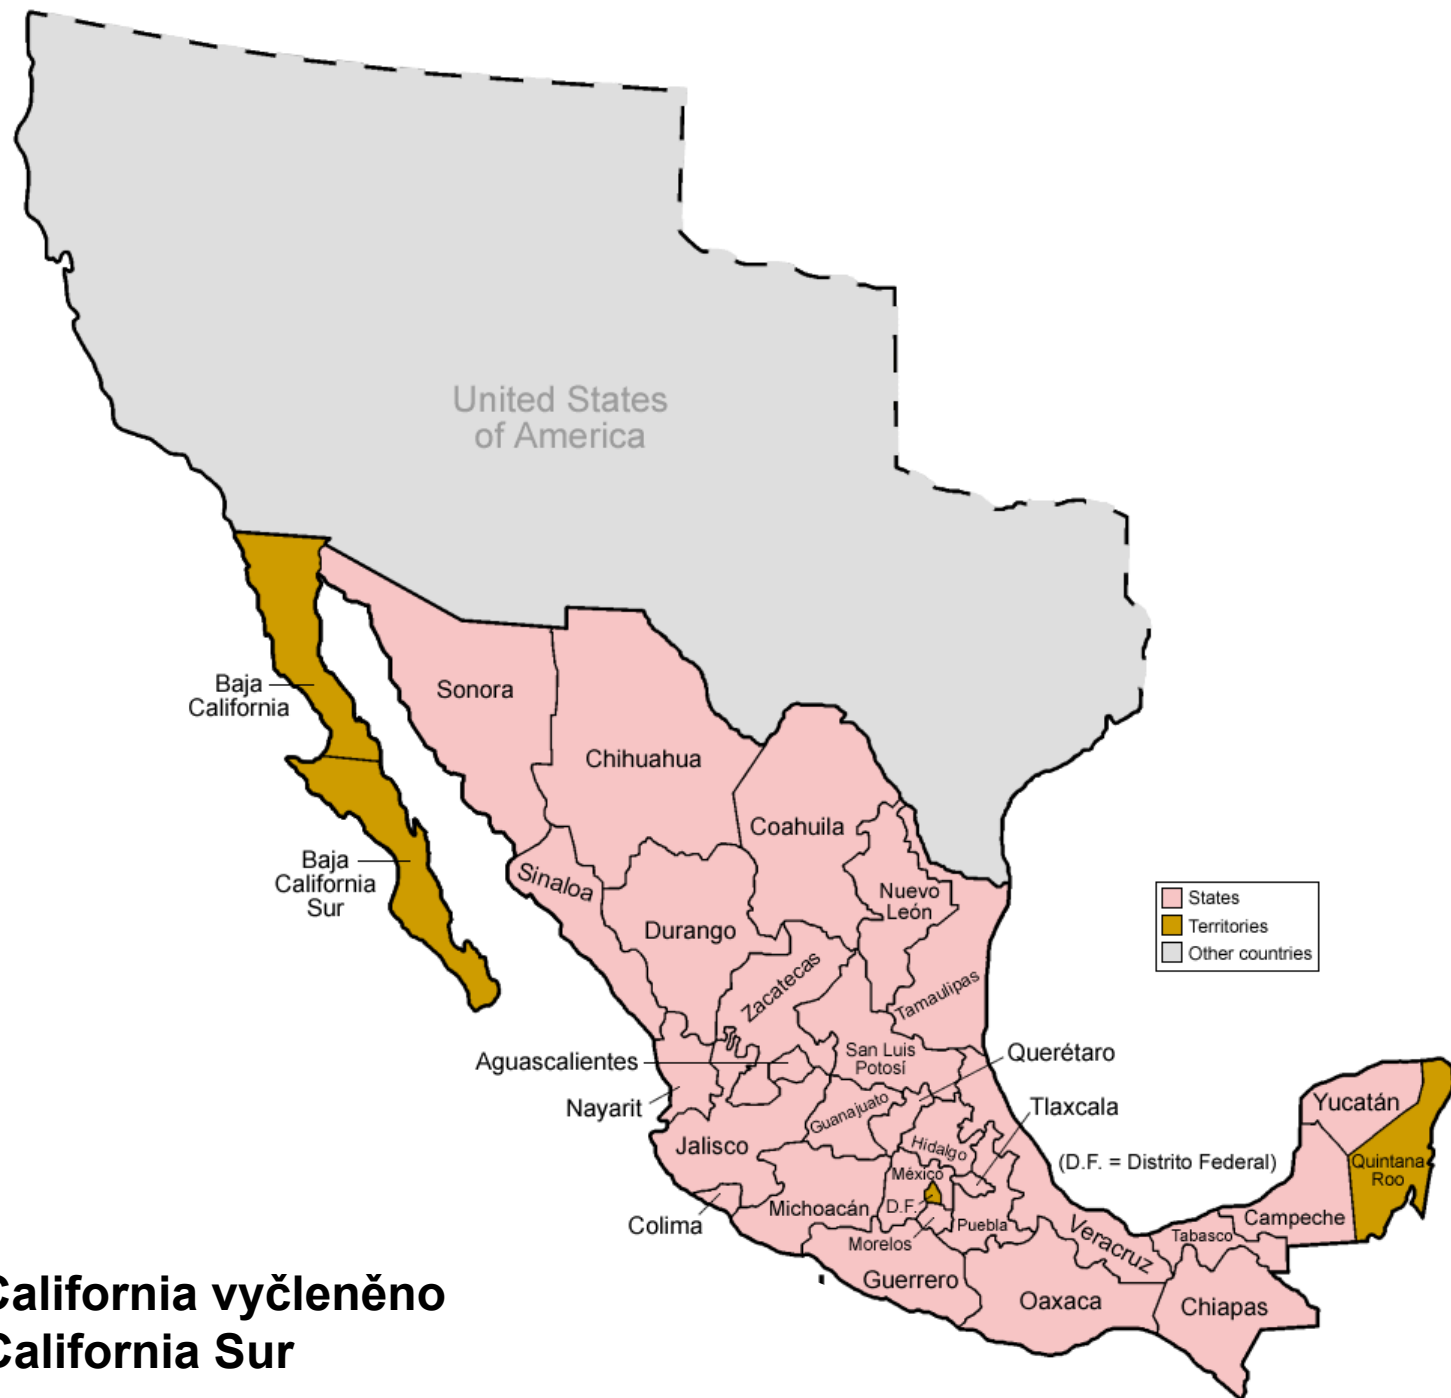 United States
of America
Baja
California
Sonora
Chihuahua
Coahuila
Baja
California
Sur
Sinaloa
Nuevo
León
Durango
States
Territories
Other countries
Zacatecas
Tamaulipas
Aguascalientes
San Luis
Potosí
Querétaro
Nayarit
Guanajuato
Tlaxcala
Yucatán
Jalisco
Hidalgo
(D.F. = Distrito Federal)
Quintana
Roo
México
D.F.
Colima
Michoacán
Morelos
Puebla
Veracruz
Tabasco
Campeche
Guerrero
Oaxaca
Chiapas
California vyčleněno
California Sur